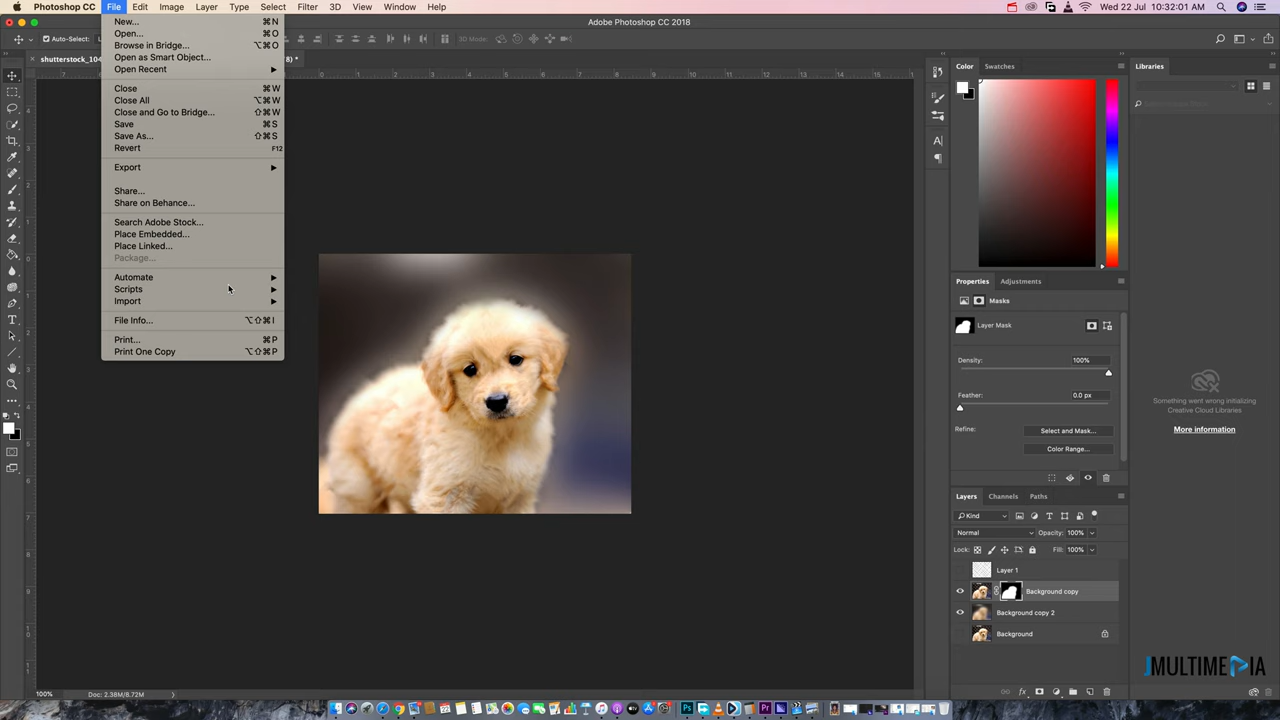 Photoshop CC File Edit Image Layer Type Select Filter 3D View Window Help Wed 22 Jul 10:32:01 AM
Adobe Photoshop CC 2018
Auto-Select: 3D Mode:
shutterstock_104 8) *
New... ⌘N
Open... ⌘O
Browse in Bridge... ⌥⌘O
Open as Smart Object...
Open Recent
Close ⌘W
Close All ⌥⌘W
Close and Go to Bridge... ⇧⌘W
Save ⌘S
Save As... ⇧⌘S
Revert F12
Export
Share...
Share on Behance...
Search Adobe Stock...
Place Embedded...
Place Linked...
Package...
Automate
Scripts
Import
File Info... ⌥⇧⌘I
Print... ⌘P
Print One Copy ⌥⇧⌘P
Color Swatches
Libraries
Properties Adjustments
Masks
Layer Mask
Density: 100%
Feather: 0.0 px
Refine: Select and Mask...
Color Range...
Something went wrong initializing
Creative Cloud Libraries
More information
Layers Channels Paths
Kind
Normal Opacity: 100%
Lock: Fill: 100%
Layer 1
Background copy
Background copy 2
Background
JMULTIMEDIA
100% Doc: 2.38M/8.72M